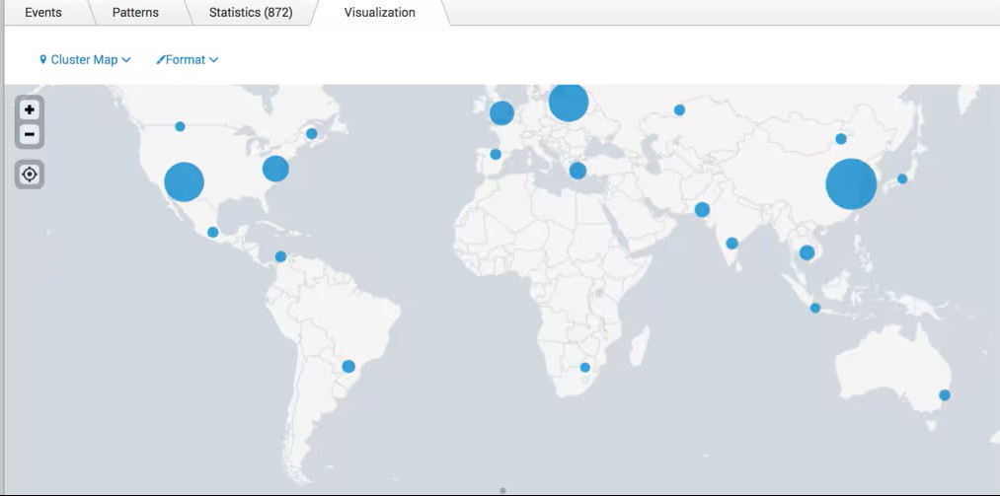 Events Patterns Statistics (872) Visualization
Cluster Map Format
+
-